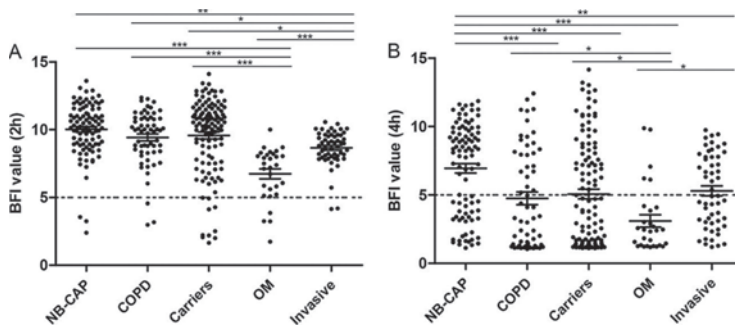 A
**
*
*
***
***
***
***
BFI value (2h)
15
10
5
0
NB-CAP
COPD
Carriers
OM
Invasive
B
**
***
***
***
*
*
*
BFI value (4h)
15
10
5
0
NB-CAP
COPD
Carriers
OM
Invasive